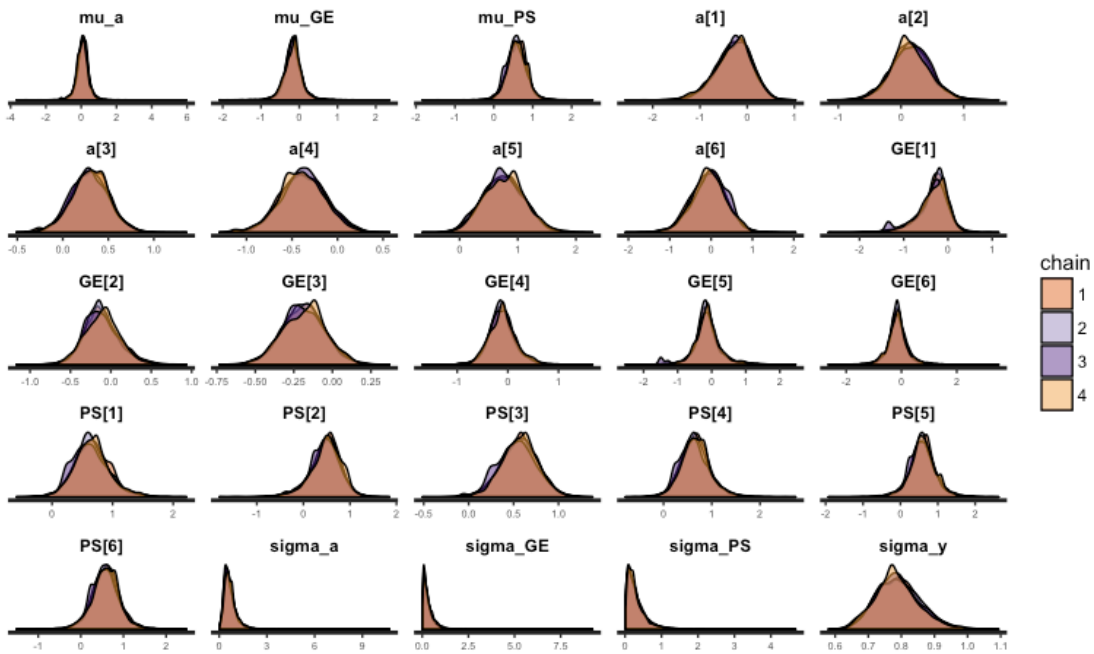 mu_a mu_GE mu_PS a[1] a[2]
-4 -2 0 2 4 6 -2 -1 0 1 2 -2 -1 0 1 2 -2 -1 0 1 -1 0 1
a[3] a[4] a[5] a[6] GE[1]
-0.5 0.0 0.5 1.0 -1.0 -0.5 0.0 0.5 0 1 2 -2 -1 0 1 2 -2 -1 0 1
chain
1
2
3
4
GE[2] GE[3] GE[4] GE[5] GE[6]
-1.0 -0.5 0.0 0.5 1.0 -0.75 -0.50 -0.25 0.00 0.25 -1 0 1 -2 -1 0 1 2 -2 0 2
PS[1] PS[2] PS[3] PS[4] PS[5]
0 1 2 -1 0 1 2 -0.5 0.0 0.5 1.0 0 1 2 -2 -1 0 1 2
PS[6] sigma_a sigma_GE sigma_PS sigma_y
-1 0 1 2 0 3 6 9 0.0 2.5 5.0 7.5 0 1 2 3 4 0.6 0.7 0.8 0.9 1.0 1.1